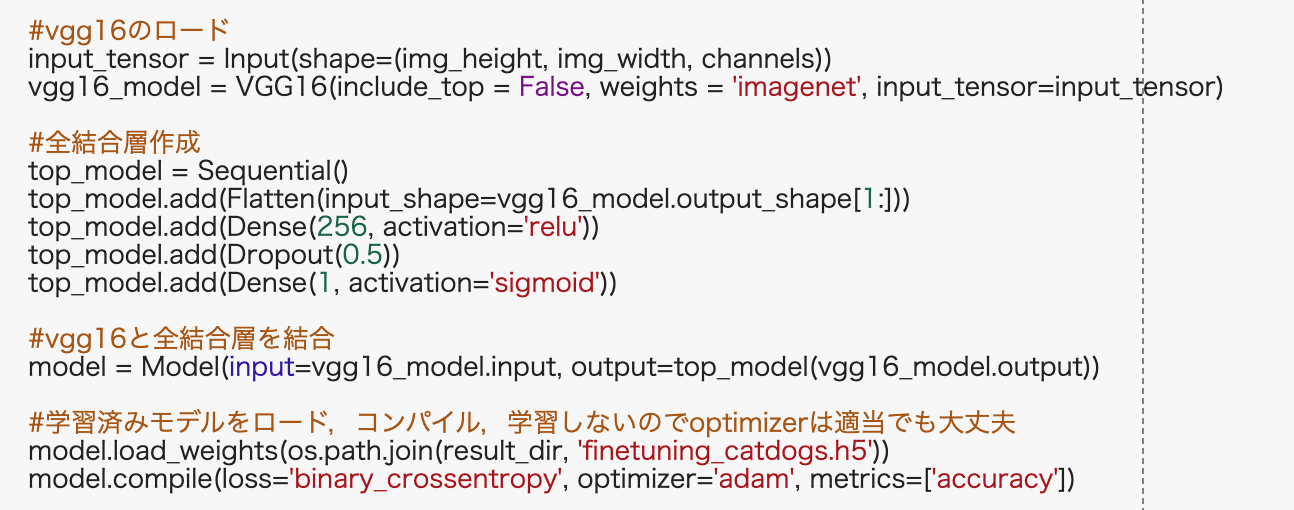 #vgg16のロード
input_tensor = Input(shape=(img_height, img_width, channels))
vgg16_model = VGG16(include_top = False, weights = 'imagenet', input_tensor=input_tensor)
#全結合層作成
top_model = Sequential()
top_model.add(Flatten(input_shape=vgg16_model.output_shape[1:]))
top_model.add(Dense(256, activation='relu'))
top_model.add(Dropout(0.5))
top_model.add(Dense(1, activation='sigmoid'))
#vgg16と全結合層を結合
model = Model(input=vgg16_model.input, output=top_model(vgg16_model.output))
#学習済みモデルをロード，コンパイル，学習しないのでoptimizerは適当でも大丈夫
model.load_weights(os.path.join(result_dir, 'finetuning_catdogs.h5'))
model.compile(loss='binary_crossentropy', optimizer='adam', metrics=['accuracy'])